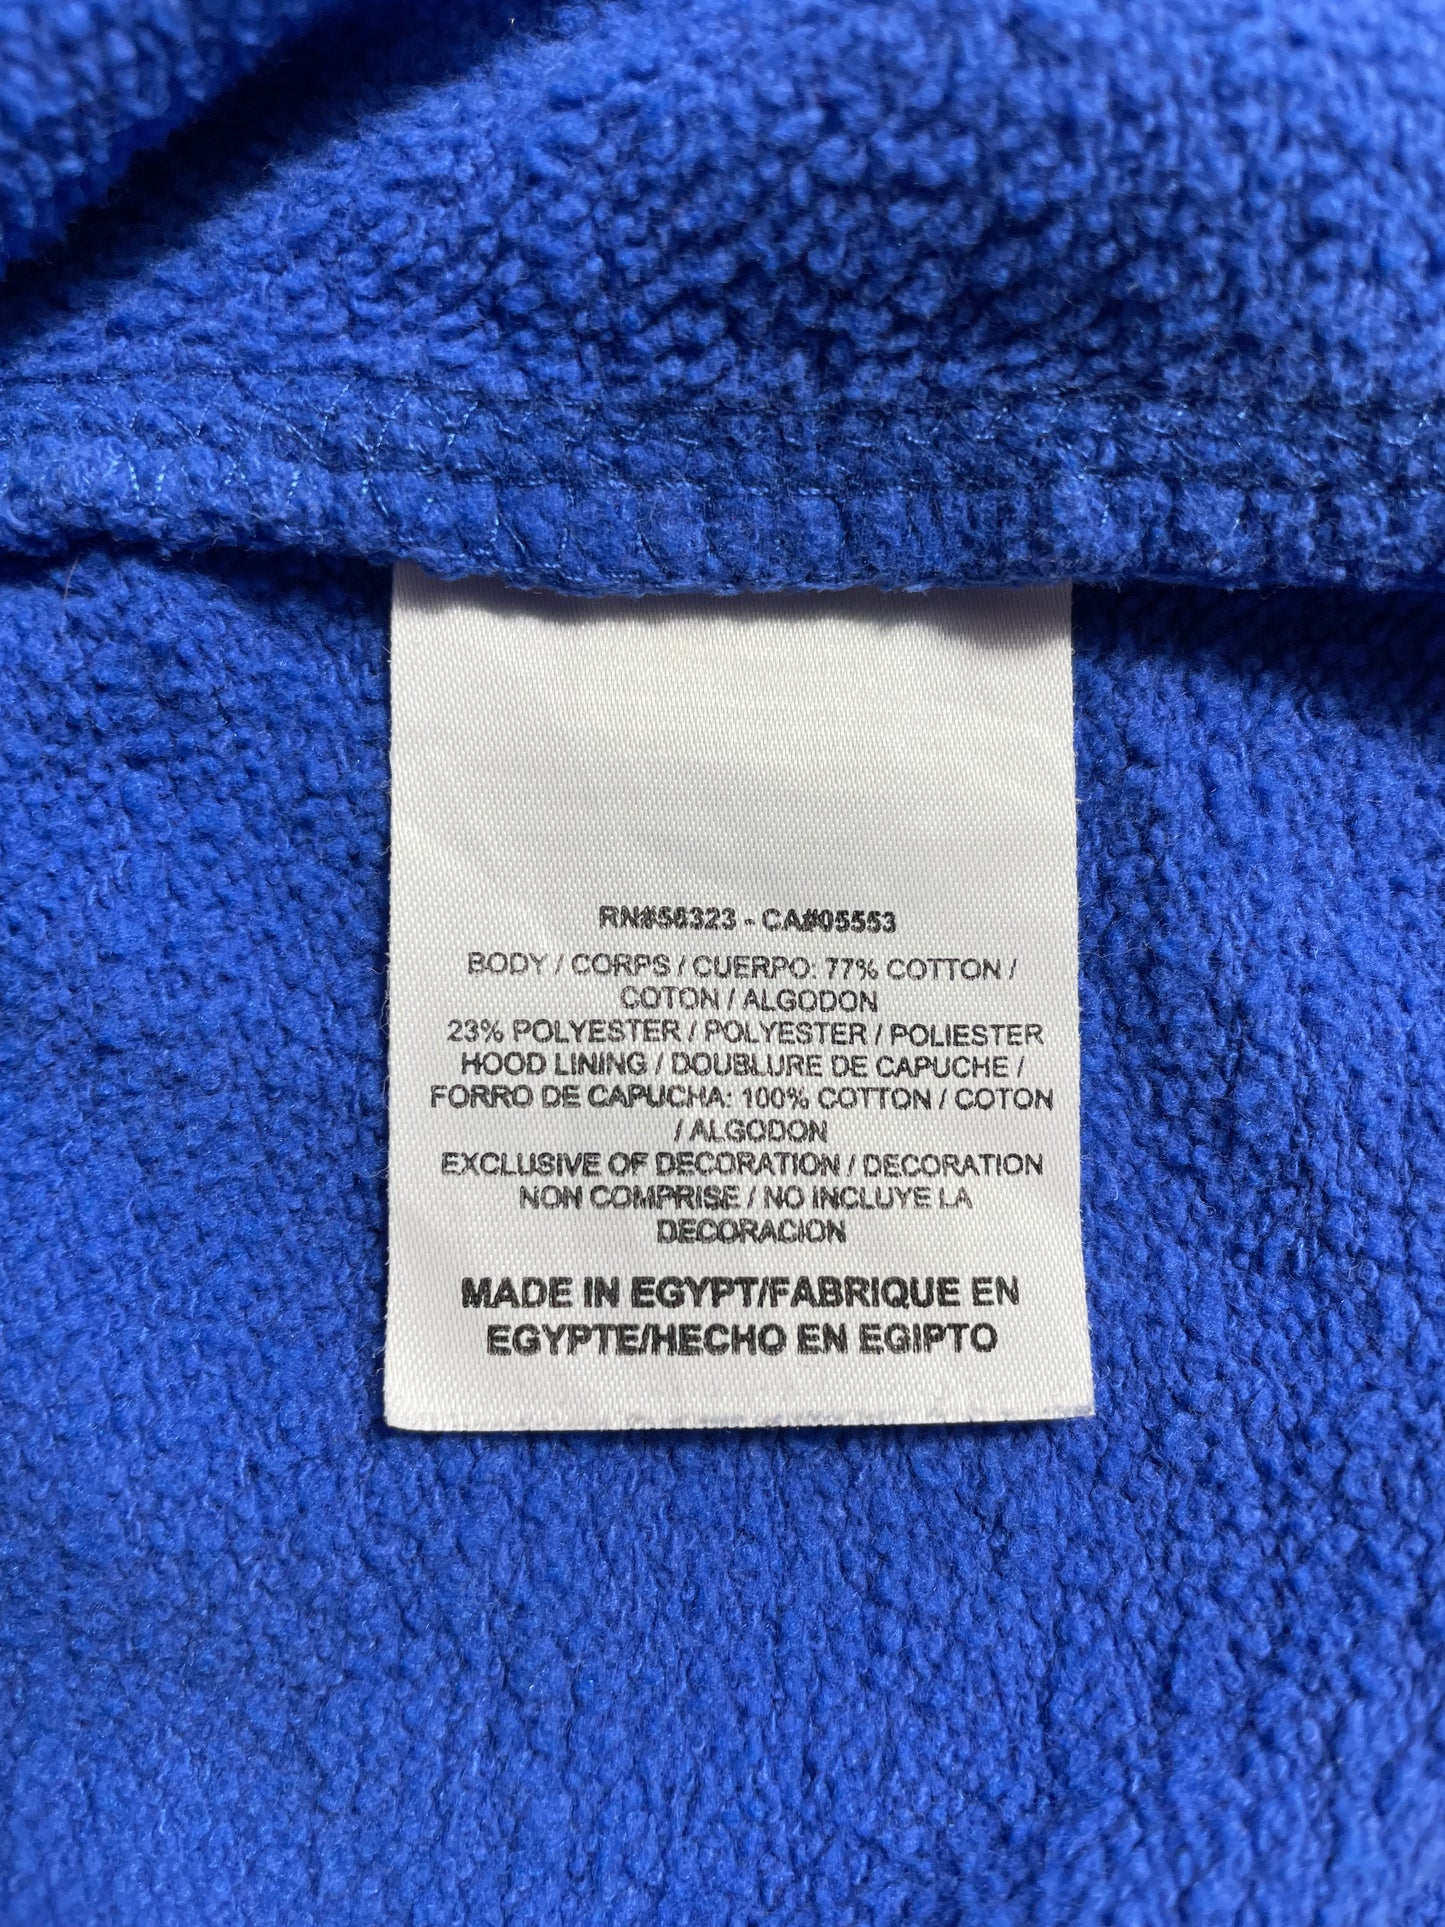 RN#56323 - CA#05553
BODY / CORPS / CUERPO: 77% COTTON /
COTON / ALGODON
23% POLYESTER / POLYESTER / POLIESTER
HOOD LINING / DOUBLURE DE CAPUCHE /
FORRO DE CAPUCHA: 100% COTTON / COTON
/ ALGODON
EXCLUSIVE OF DECORATION / DECORATION
NON COMPRISE / NO INCLUYE LA
DECORACION
MADE IN EGYPT/FABRIQUE EN
EGYPTE/HECHO EN EGIPTO